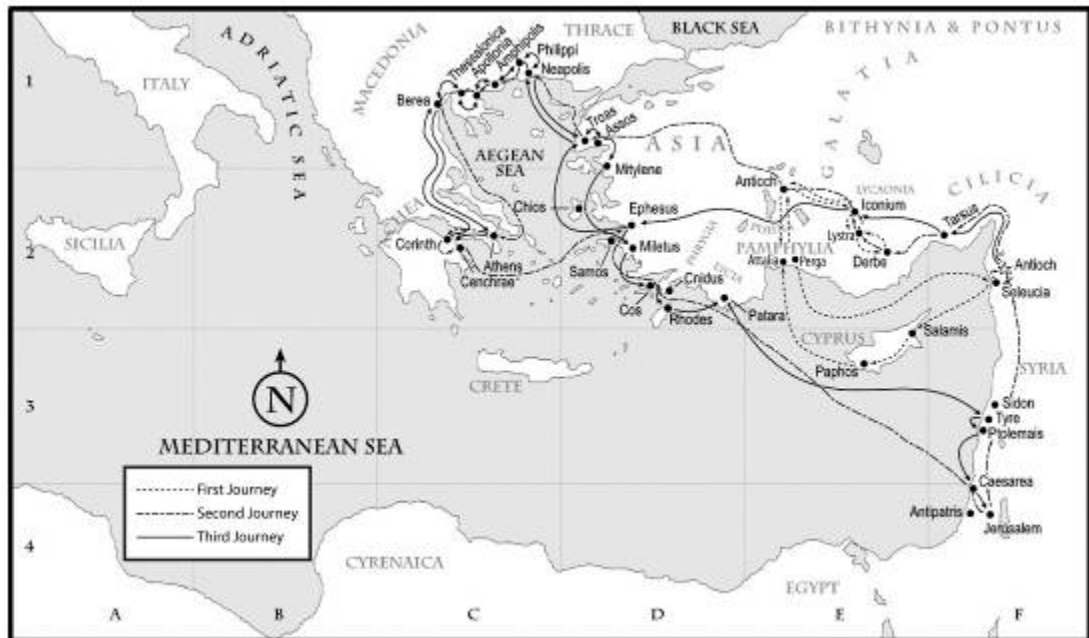 BLACK SEA
THRACE
BITHYNIA & PONTUS
ADRIATIC SEA
MACEDONIA
ITALY
GALATIA
Thessalonica
Apollonia
Amphipolis
Philippi
Neapolis
Berea
1
Troas
Assos
ASIA
AEGEAN SEA
Mitylene
Antioch
LYCAONIA
Iconium
CILICIA
Tarsus
Chios
Ephesus
Lystra
Derbe
SICILIA
Corinth
Athens
Cenchrae
Samos
Miletus
PHRYGIA
PAMPHYLIA
Attalia
Perga
Antioch
Seleucia
2
LYCIA
Cnidus
Cos
Rhodes
Patara
CYPRUS
Salamis
Paphos
CRETE
SYRIA
N
MEDITERRANEAN SEA
3
Sidon
Tyre
Ptolemais
First Journey
Second Journey
Third Journey
Caesarea
Antipatris
Jerusalem
4
CYRENAICA
EGYPT
A
B
C
D
E
F